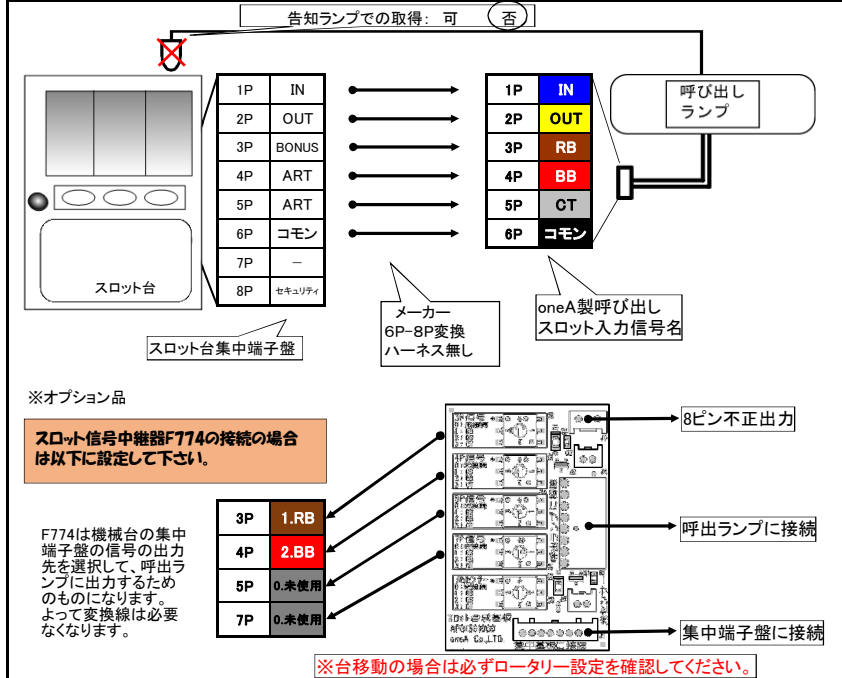 告知ランプでの取得: 可 否
呼び出し
ランプ
1P IN
2P OUT
3P BONUS
4P ART
5P ART
6P コモン
7P －
8P セキュリティ
1P IN
2P OUT
3P RB
4P BB
5P CT
6P コモン
スロット台
スロット台集中端子盤
メーカー
6P-8P変換
ハーネス無し
oneA製呼び出し
スロット入力信号名
※オプション品
スロット信号中継器F774の接続の場合
は以下に設定して下さい。
F774は機械台の集中
端子盤の信号の出力
先を選択して、呼出ラ
ンプに出力するため
のものになります。
よって変換線は必要
なくなります。
3P 1.RB
4P 2.BB
5P 0.未使用
7P 0.未使用
8ピン不正出力
呼出ランプに接続
集中端子盤に接続
oneA Co.,LTD.
※台移動の場合は必ずロータリー設定を確認してください。